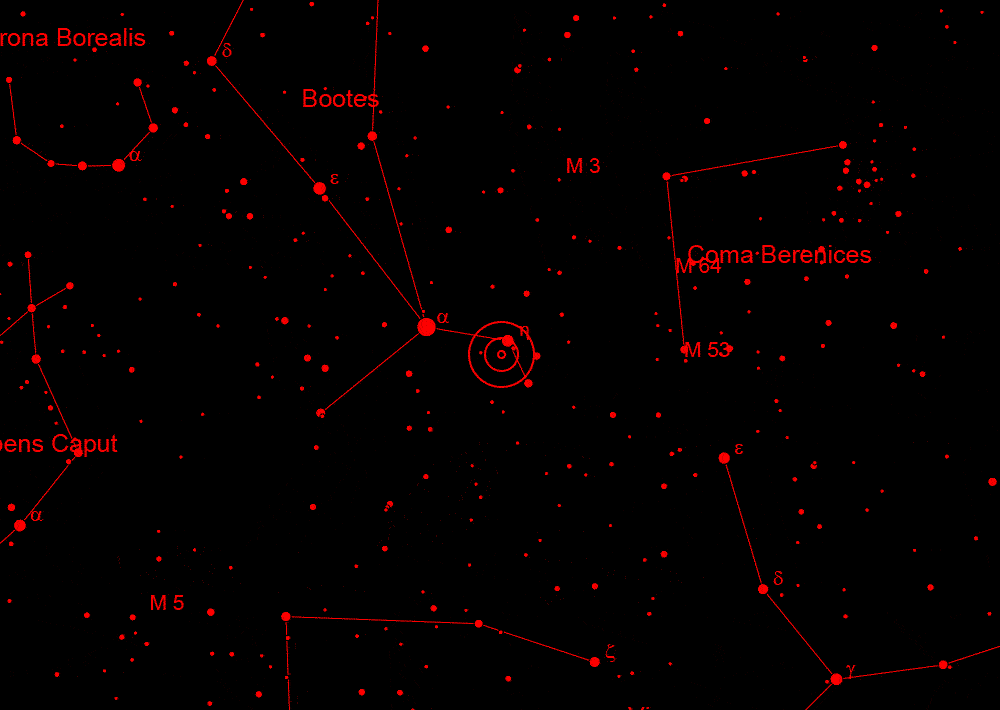 rona Borealis
δ
Bootes
α
M 3
ε
Coma Berenices
M 64
α
η
M 53
ens Caput
ε
α
δ
M 5
ζ
γ